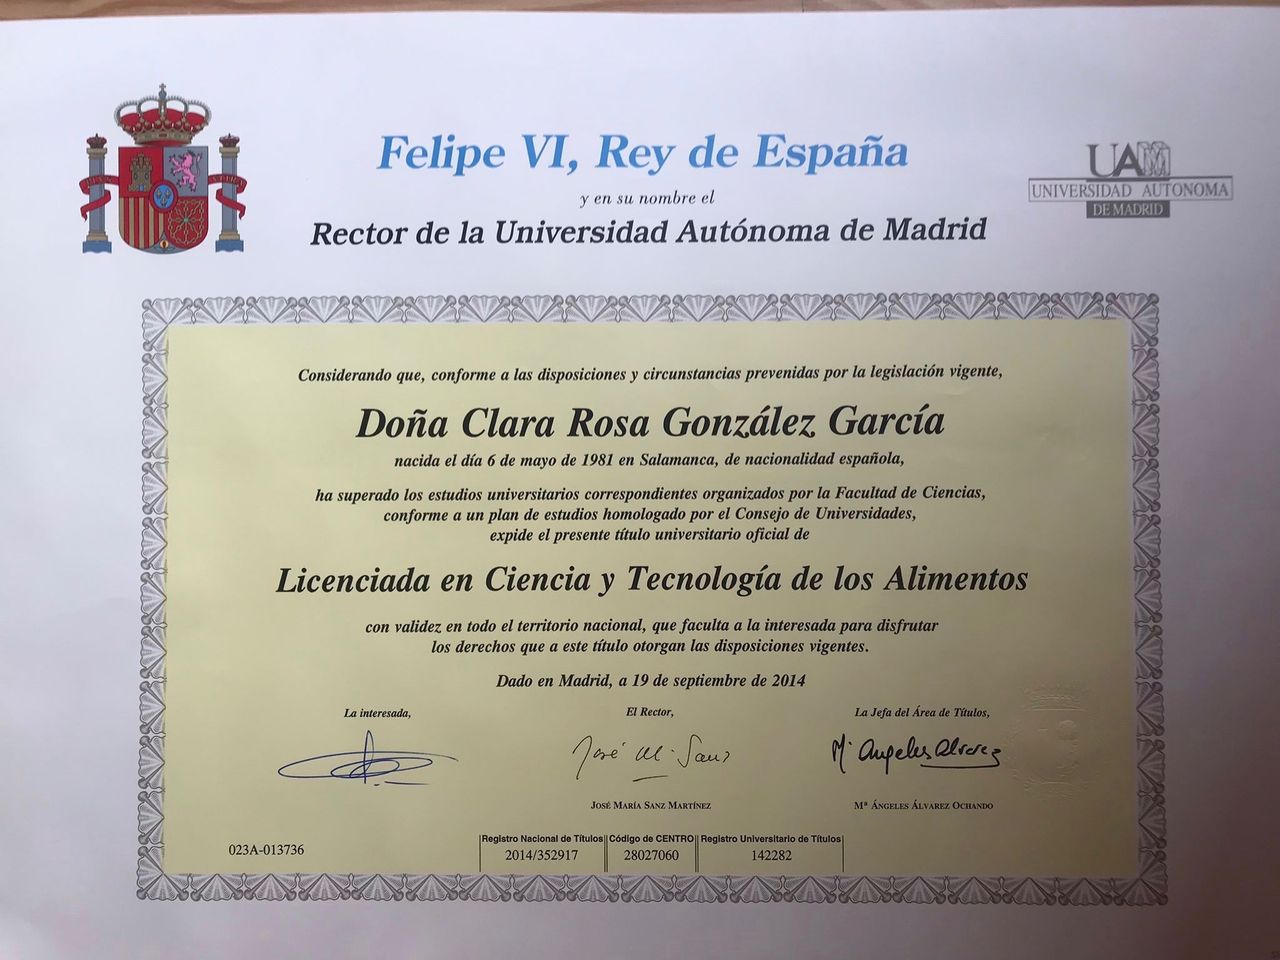 Felipe VI, Rey de España
y en su nombre el
Rector de la Universidad Autónoma de Madrid
UAM
UNIVERSIDAD AUTONOMA
DE MADRID
Considerando que, conforme a las disposiciones y circunstancias prevenidas por la legislación vigente,
Doña Clara Rosa González García
nacida el día 6 de mayo de 1981 en Salamanca, de nacionalidad española,
ha superado los estudios universitarios correspondientes organizados por la Facultad de Ciencias,
conforme a un plan de estudios homologado por el Consejo de Universidades,
expide el presente título universitario oficial de
Licenciada en Ciencia y Tecnología de los Alimentos
con validez en todo el territorio nacional, que faculta a la interesada para disfrutar
los derechos que a este título otorgan las disposiciones vigentes.
Dado en Madrid, a 19 de septiembre de 2014
La interesada,
El Rector,
La Jefa del Área de Títulos,
José M. Sanz
Mª Angeles Alvarez
JOSÉ MARÍA SANZ MARTÍNEZ
Mª ÁNGELES ÁLVAREZ OCHANDO
023A-013736
Registro Nacional de Títulos
2014/352917
Código de CENTRO
28027060
Registro Universitario de Títulos
142282